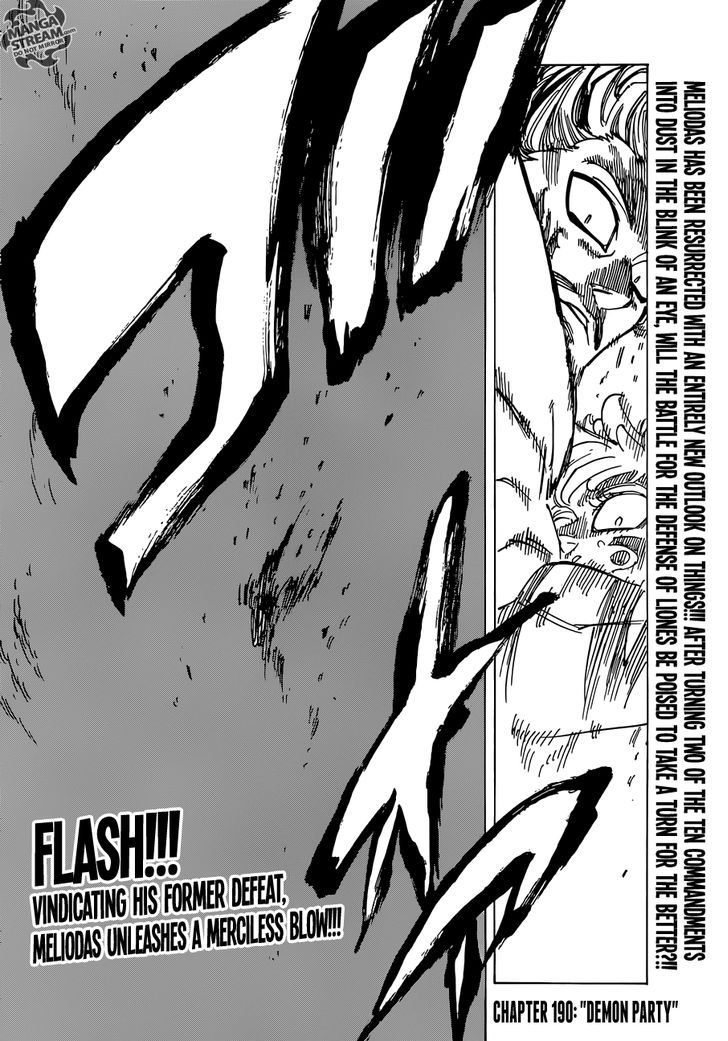 MANGA
STREAM.com
DO NOT MIRROR
MELIODAS HAS BEEN RESURRECTED WITH AN ENTIRELY NEW OUTLOOK ON THINGS!!! AFTER TURNING TWO OF THE TEN COMMANDMENTS
INTO DUST IN THE BLINK OF AN EYE, WILL THE BATTLE FOR THE DEFENSE OF LIONES BE POISED TO TAKE A TURN FOR THE BETTER?!!
FLASH!!!
VINDICATING HIS FORMER DEFEAT,
MELIODAS UNLEASHES A MERCILESS BLOW!!!
CHAPTER 190: "DEMON PARTY"